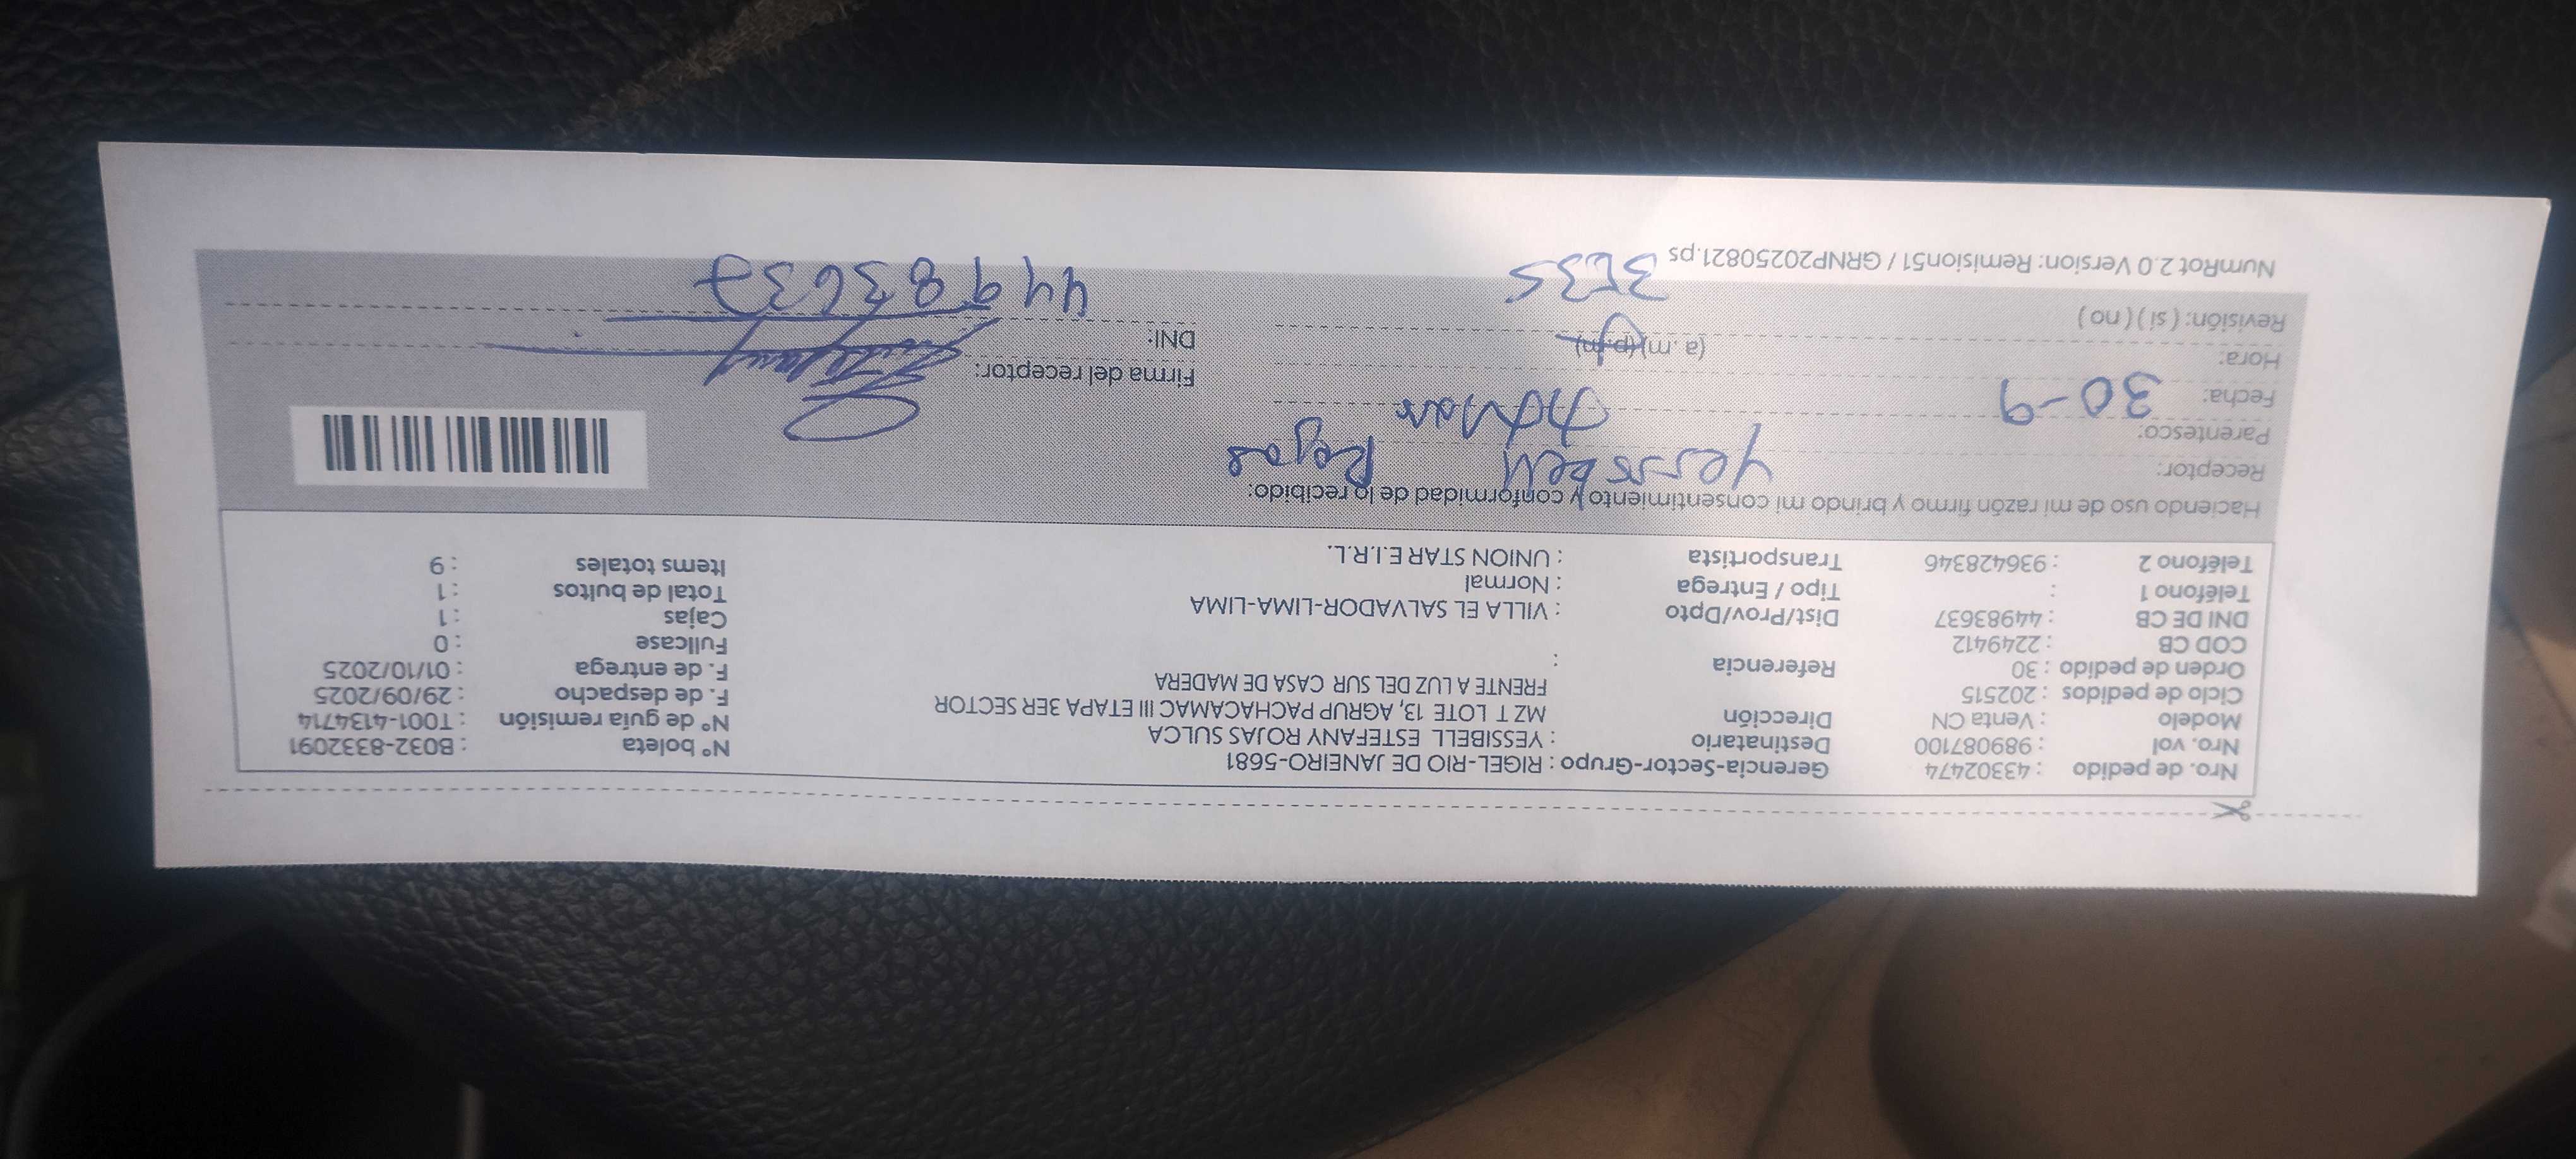 Nro. de pedido : 43302474 Gerencia-Sector-Grupo : RIGEL-RIO DE JANEIRO-5681 N° boleta : B032-8332091
Nro. vol : 989087100 Destinatario : YESSIBELL ESTEFANY ROJAS SULCA N° de guía remisión : T001-4134714
Modelo : Venta CN Dirección MZ T LOTE 13, AGRUP PACHACAMAC III ETAPA 3ER SECTOR F. de despacho : 29/09/2025
Ciclo de pedidos : 202515 FRENTE A LUZ DEL SUR CASA DE MADERA F. de entrega : 01/10/2025
Orden de pedido : 30 Referencia : Fullcase : 0
COD CB : 2249412 Cajas : 1
DNI DE CB : 44983637 Dist/Prov/Dpto : VILLA EL SALVADOR-LIMA-LIMA Total de bultos : 1
Teléfono 1 : Tipo / Entrega : Normal Items totales : 9
Teléfono 2 : 936428346 Transportista : UNION STAR E.I.R.L.
Haciendo uso de mi razón firmo y brindo mi consentimiento y conformidad de lo recibido:
Receptor: Rojas
Parentesco:
Fecha: 30-9 Firma del receptor:
Hora: (a. m) (p. m) DNI: 44983637
Revisión: ( si ) ( no )
NumRot 2.0 Version: Remision51 / GRNP20250821.ps